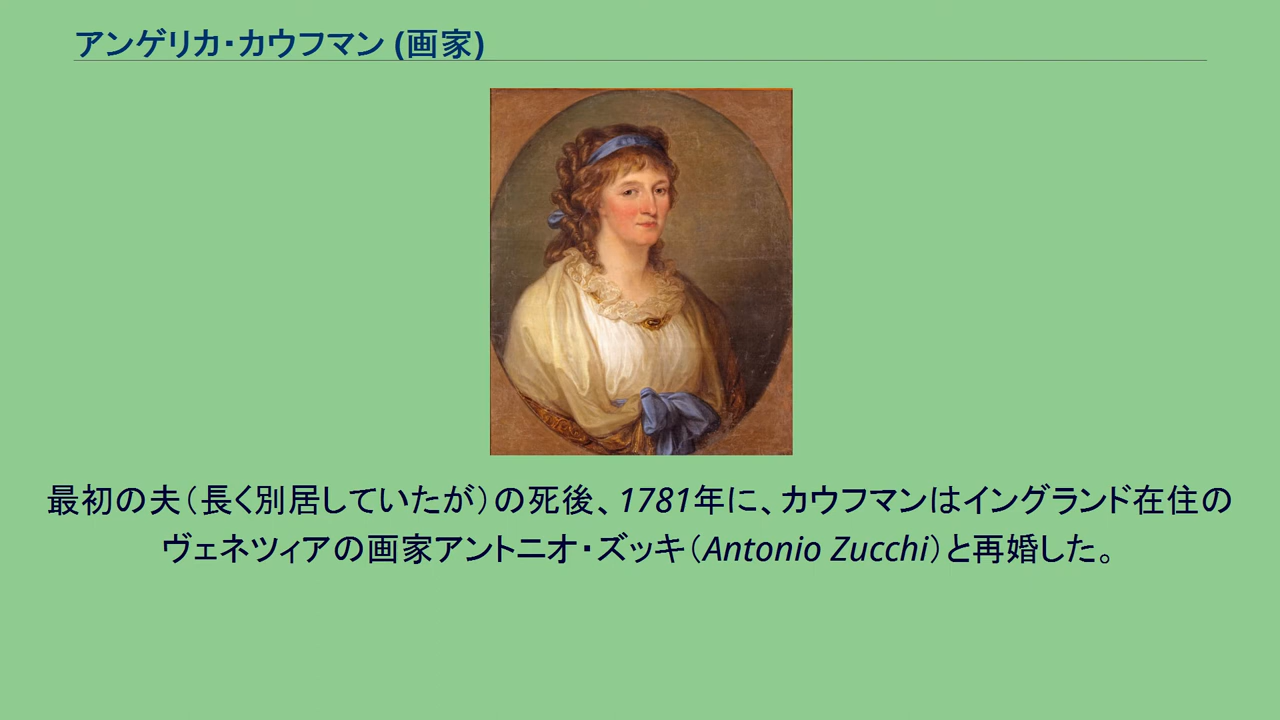 アンゲリカ・カウフマン (画家)
最初の夫（長く別居していたが）の死後、1781年に、カウフマンはイングランド在住の
ヴェネツィアの画家アントニオ・ズッキ（Antonio Zucchi）と再婚した。